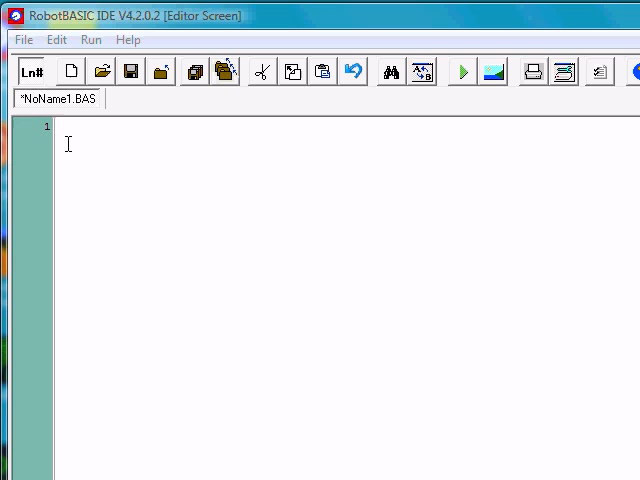 RobotBASIC IDE V4.2.0.2 [Editor Screen]
File Edit Run Help
Ln#
A B
*NoName1.BAS
1